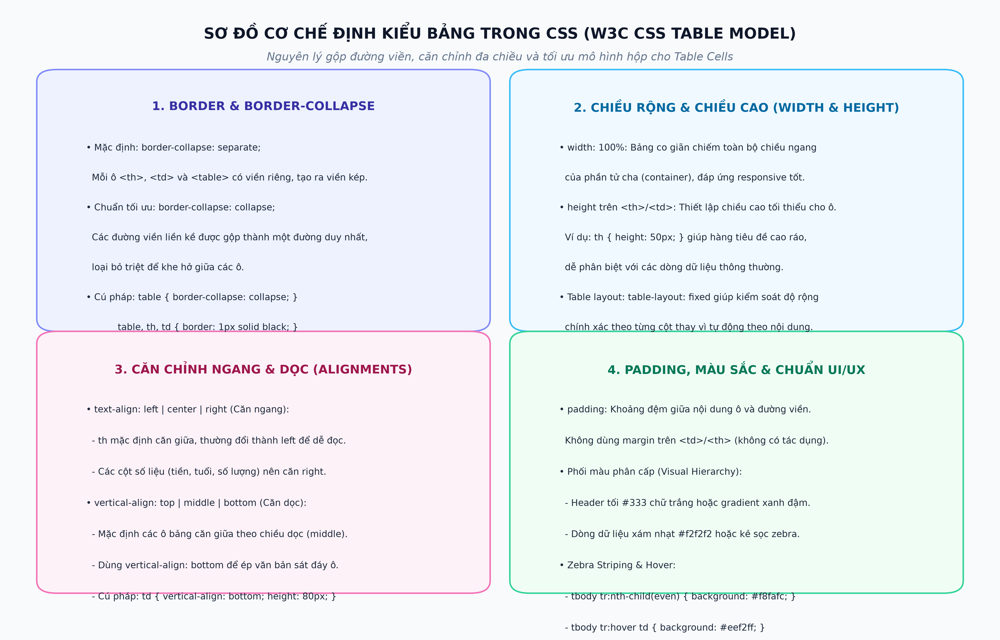 SƠ ĐỒ CƠ CHẾ ĐỊNH KIỂU BẢNG TRONG CSS (W3C CSS TABLE MODEL)
Nguyên lý gộp đường viền, căn chỉnh đa chiều và tối ưu mô hình hộp cho Table Cells
1. BORDER & BORDER-COLLAPSE
• Mặc định: border-collapse: separate;
Mỗi ô <th>, <td> và <table> có viền riêng, tạo ra viền kép.
• Chuẩn tối ưu: border-collapse: collapse;
Các đường viền liền kề được gộp thành một đường duy nhất,
loại bỏ triệt để khe hở giữa các ô.
• Cú pháp: table { border-collapse: collapse; }
table, th, td { border: 1px solid black; }
2. CHIỀU RỘNG & CHIỀU CAO (WIDTH & HEIGHT)
• width: 100%: Bảng co giãn chiếm toàn bộ chiều ngang
của phần tử cha (container), đáp ứng responsive tốt.
• height trên <th>/<td>: Thiết lập chiều cao tối thiểu cho ô.
Ví dụ: th { height: 50px; } giúp hàng tiêu đề cao ráo,
dễ phân biệt với các dòng dữ liệu thông thường.
• Table layout: table-layout: fixed giúp kiểm soát độ rộng
chính xác theo từng cột thay vì tự động theo nội dung.
3. CĂN CHỈNH NGANG & DỌC (ALIGNMENTS)
• text-align: left | center | right (Căn ngang):
- th mặc định căn giữa, thường đổi thành left để dễ đọc.
- Các cột số liệu (tiền, tuổi, số lượng) nên căn right.
• vertical-align: top | middle | bottom (Căn dọc):
- Mặc định các ô bảng căn giữa theo chiều dọc (middle).
- Dùng vertical-align: bottom để ép văn bản sát đáy ô.
- Cú pháp: td { vertical-align: bottom; height: 80px; }
4. PADDING, MÀU SẮC & CHUẨN UI/UX
• padding: Khoảng đệm giữa nội dung ô và đường viền.
Không dùng margin trên <td>/<th> (không có tác dụng).
• Phối màu phân cấp (Visual Hierarchy):
- Header tối #333 chữ trắng hoặc gradient xanh đậm.
- Dòng dữ liệu xám nhạt #f2f2f2 hoặc kẻ sọc zebra.
• Zebra Striping & Hover:
- tbody tr:nth-child(even) { background: #f8fafc; }
- tbody tr:hover td { background: #eef2ff; }